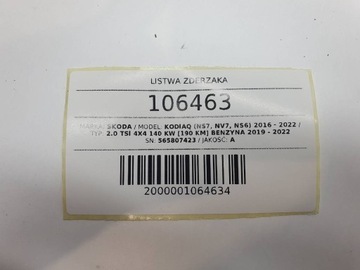 LISTWA ZDERZAKA
106463
MARKA: SKODA / MODEL: KODIAQ (NS7, NV7, NS6) 2016 - 2022 /
TYP: 2.0 TSI 4X4 140 KW [190 KM] BENZYNA 2019 - 2022
SN: 565807423 / JAKOŚĆ: A
2000001064634